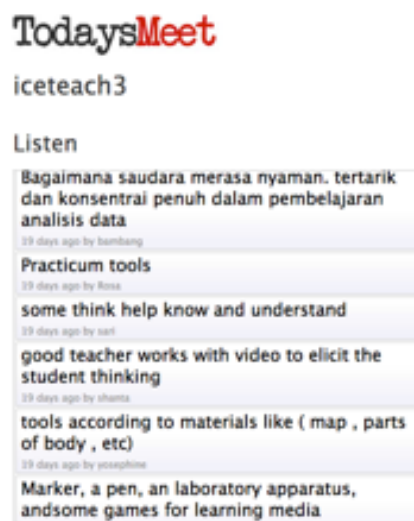 TodaysMeet
iceteach3
Listen
Bagaimana saudara merasa nyaman. tertarik
dan konsentrai penuh dalam pembelajaran
analisis data
19 days ago by bambang
Practicum tools
19 days ago by Rosa
some think help know and understand
19 days ago by sari
good teacher works with video to elicit the
student thinking
19 days ago by shanta
tools according to materials like ( map , parts
of body , etc)
19 days ago by yosephine
Marker, a pen, an laboratory apparatus,
andsome games for learning media